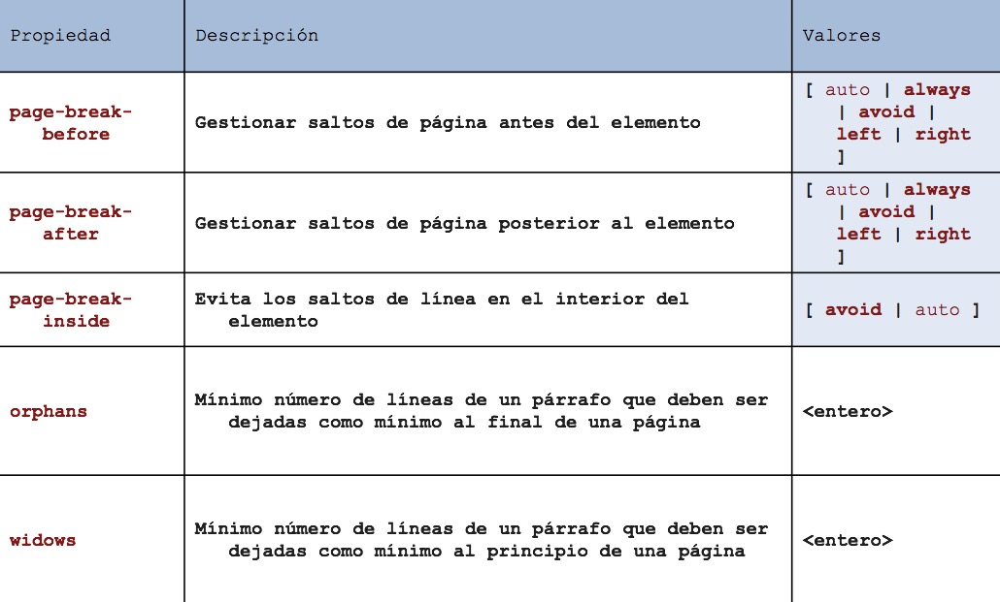 Propiedad
Descripción
Valores
page-break-
before
Gestionar saltos de página antes del elemento
[ auto | always
| avoid |
left | right
]
page-break-
after
Gestionar saltos de página posterior al elemento
[ auto | always
| avoid |
left | right
]
page-break-
inside
Evita los saltos de línea en el interior del
elemento
[ avoid | auto ]
orphans
Mínimo número de líneas de un párrafo que deben ser
dejadas como mínimo al final de una página
<entero>
widows
Mínimo número de líneas de un párrafo que deben ser
dejadas como mínimo al principio de una página
<entero>